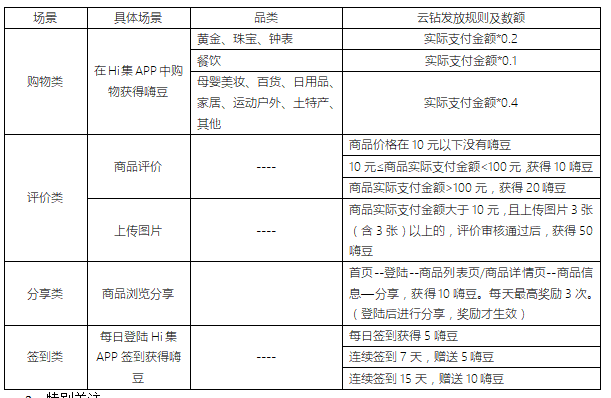 场景 具体场景 品类 云钻发放规则及数额
购物类
在 Hi 集 APP 中购
物获得嗨豆
黄金、珠宝、钟表 实际支付金额*0.2
餐饮 实际支付金额*0.1
母婴美妆、百货、日用品、
家居、运动户外、土特产、
其他
实际支付金额*0.4
评价类
商品评价 ----
商品价格在 10 元以下没有嗨豆
10 元≤商品实际支付金额<100 元,获得 10 嗨豆
商品实际支付金额>100 元，获得 20 嗨豆
上传图片 ----
商品实际支付金额大于 10 元，且上传图片 3 张
（含 3 张）以上的，评价审核通过后，获得 50
嗨豆
分享类 商品浏览分享
首页--登陆--商品列表页/商品详情页--商品信
息—分享，获得 10 嗨豆。每天最高奖励 3 次。
（登陆后进行分享，奖励才生效）
签到类
每日登陆 Hi 集
APP 签到获得嗨
豆
----
每日签到获得 5 嗨豆
连续签到 7 天，赠送 5 嗨豆
连续签到 15 天，赠送 10 嗨豆